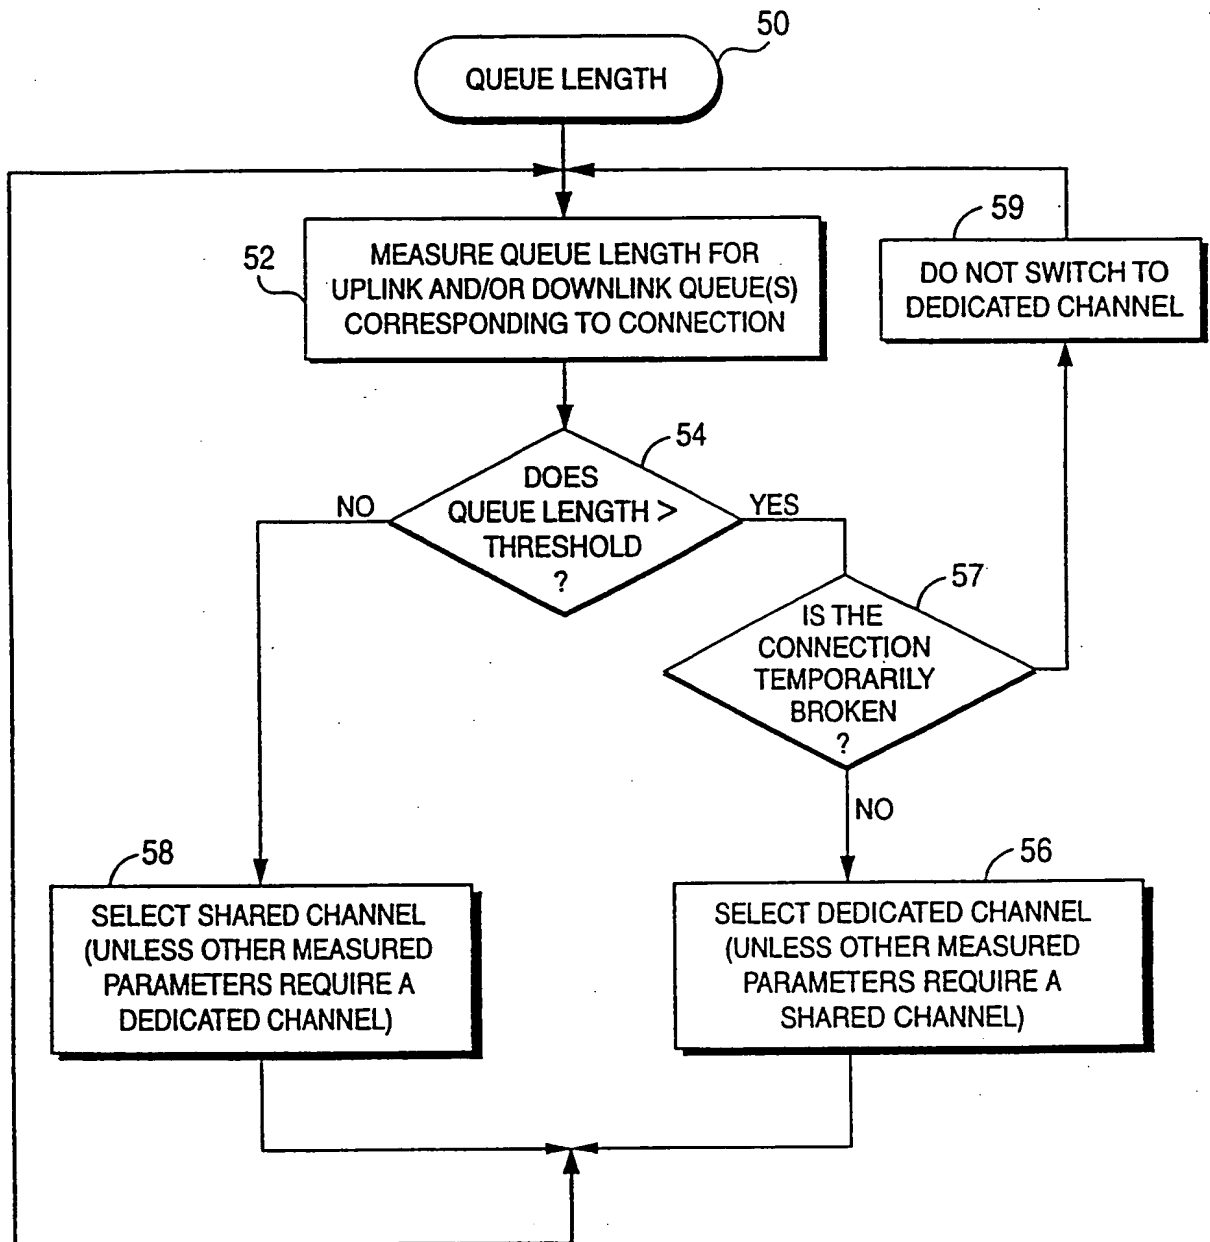 50
QUEUE LENGTH
59
52
MEASURE QUEUE LENGTH FOR
UPLINK AND/OR DOWNLINK QUEUE(S)
CORRESPONDING TO CONNECTION
DO NOT SWITCH TO
DEDICATED CHANNEL
54
DOES
QUEUE LENGTH >
THRESHOLD
?
NO
YES
57
IS THE
CONNECTION
TEMPORARILY
BROKEN
?
NO
58
SELECT SHARED CHANNEL
(UNLESS OTHER MEASURED
PARAMETERS REQUIRE A
DEDICATED CHANNEL)
56
SELECT DEDICATED CHANNEL
(UNLESS OTHER MEASURED
PARAMETERS REQUIRE A
SHARED CHANNEL)